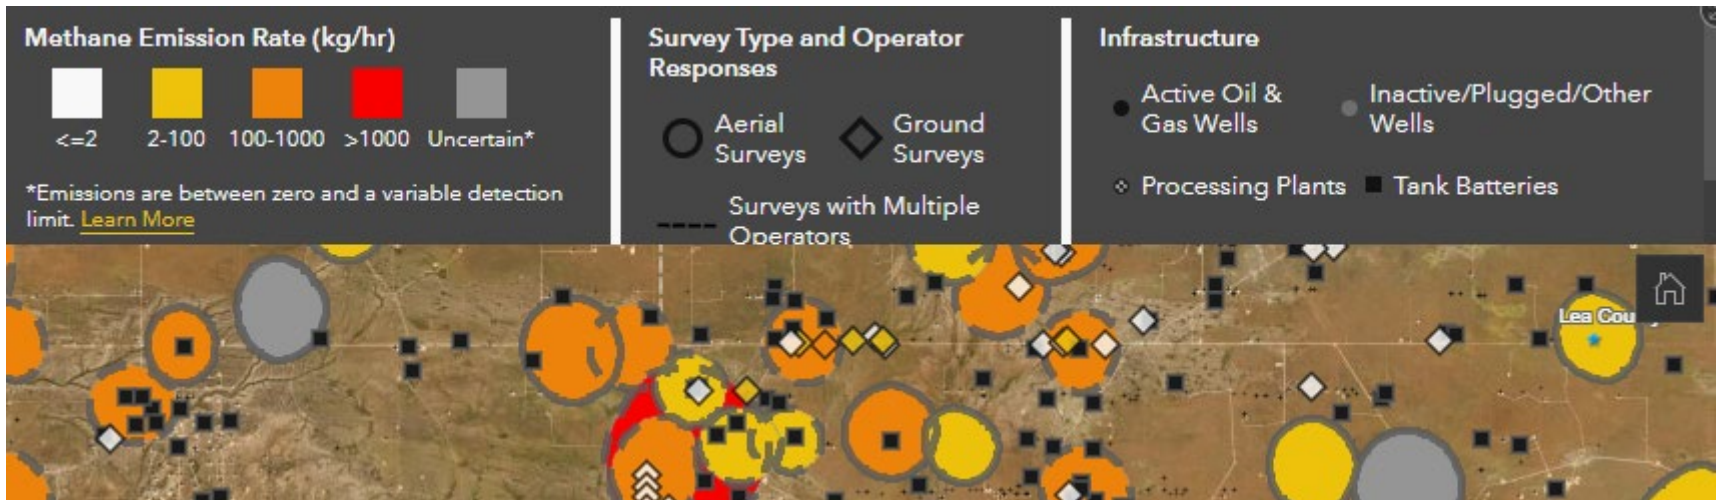 Methane Emission Rate (kg/hr)
<=2
2-100
100-1000
>1000
Uncertain*
*Emissions are between zero and a variable detection
limit. Learn More
Survey Type and Operator
Responses
Aerial
Surveys
Ground
Surveys
Surveys with Multiple
Operators
Infrastructure
Active Oil &
Gas Wells
Inactive/Plugged/Other
Wells
Processing Plants
Tank Batteries
Lea